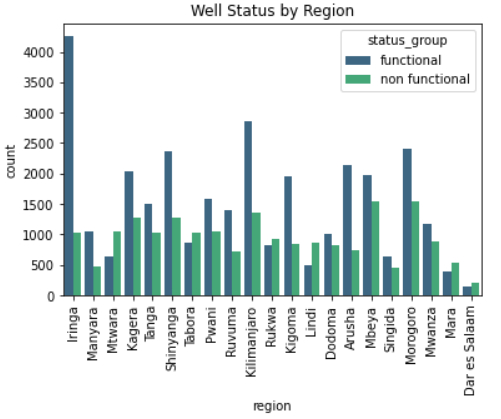 Well Status by Region
status_group
functional
non functional
count
4000
3500
3000
2500
2000
1500
1000
500
0
Iringa
Manyara
Mtwara
Kagera
Tanga
Shinyanga
Tabora
Pwani
Ruvuma
Kilimanjaro
Rukwa
Kigoma
Lindi
Dodoma
Arusha
Mbeya
Singida
Morogoro
Mwanza
Mara
Dar es Salaam
region